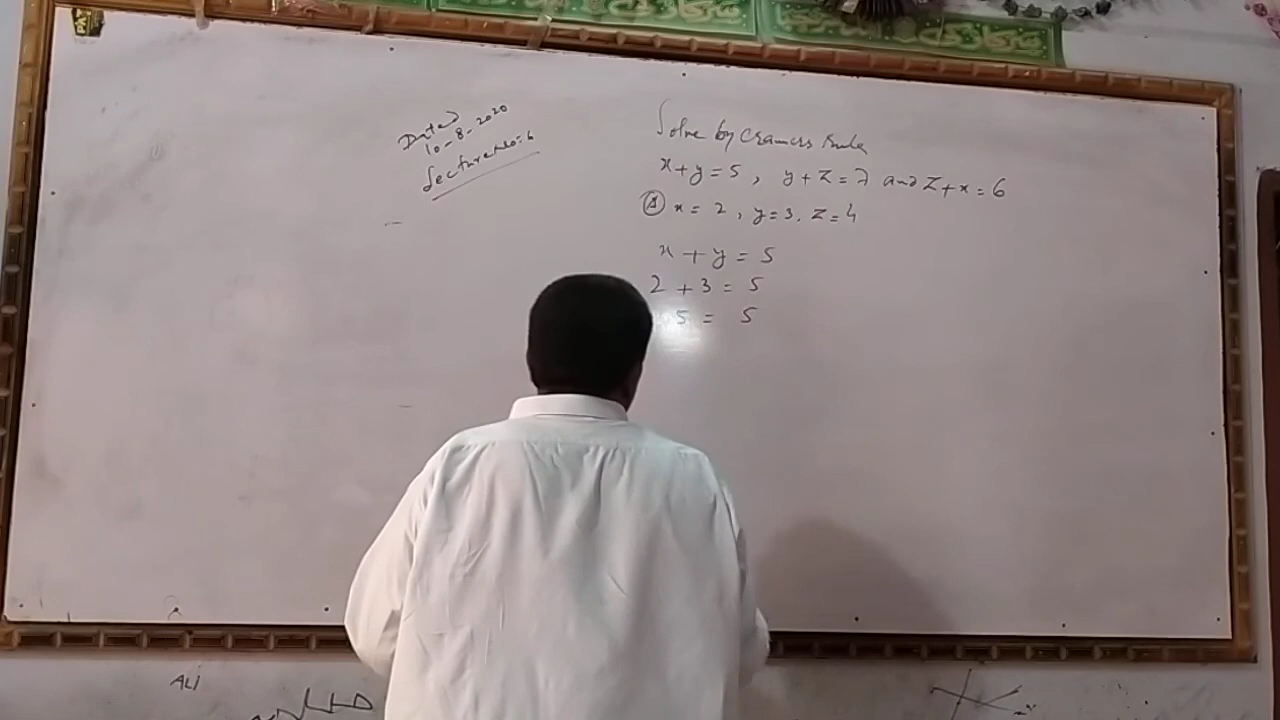 Dated
10-8-2020
Lecture No: 6
Solve by Cramers Rule
x+y=5, y+z=7 and z+x=6
A x=2, y=3, z=4
x+y=5
2+3=5
5=5
ALI